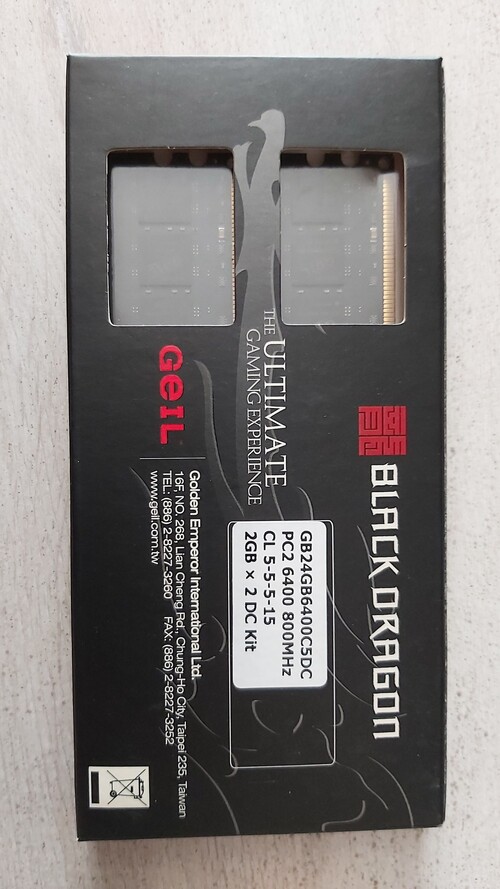 BLACK DRAGON
THE ULTIMATE
GAMING EXPERIENCE
GB24GB6400C5DC
PC2 6400 800MHz
CL 5-5-5-15
2GB × 2 DC Kit
GeIL
Golden Emperor International Ltd.
16F, NO. 268, Lian Cheng Rd., Chung-Ho City, Taipei 235, Taiwan
TEL: (886) 2-8227-3260 FAX: (886) 2-8227-3252
www.geil.com.tw